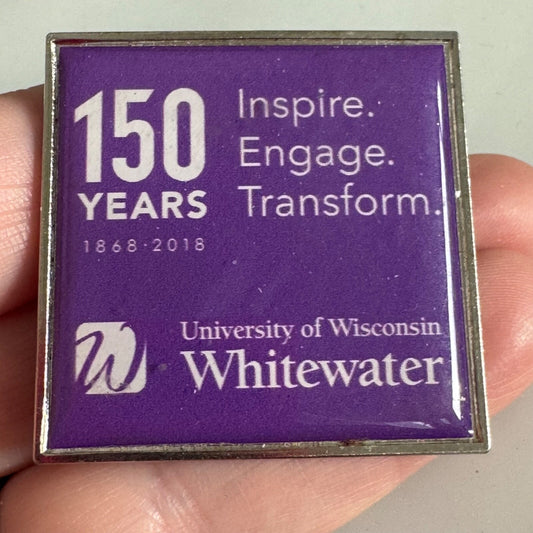 150
YEARS
1868·2018
Inspire.
Engage.
Transform.
W
University of Wisconsin
Whitewater